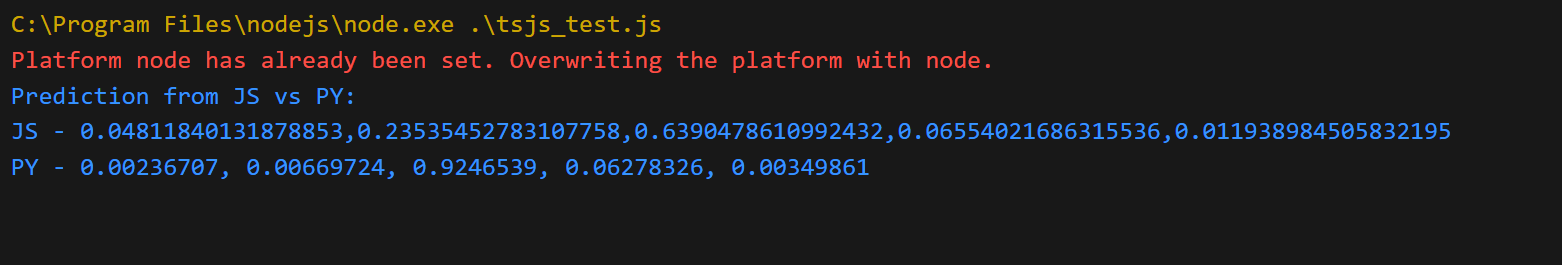 C:\Program Files\nodejs\node.exe .\tsjs_test.js
Platform node has already been set. Overwriting the platform with node.
Prediction from JS vs PY:
JS - 0.04811840131878853,0.23535452783107758,0.6390478610992432,0.06554021686315536,0.011938984505832195
PY - 0.00236707, 0.00669724, 0.9246539, 0.06278326, 0.00349861